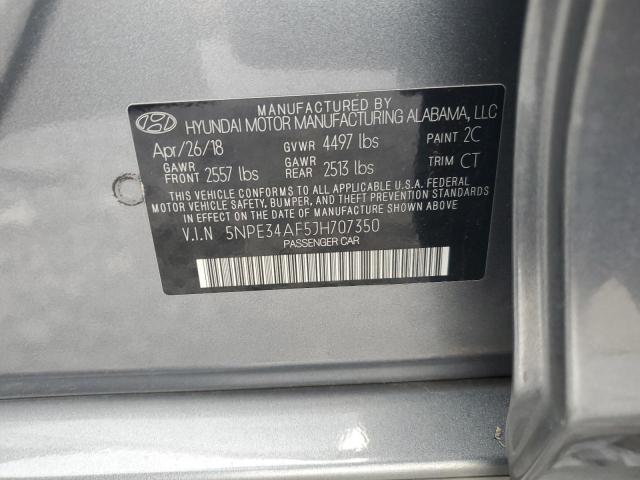 MANUFACTURED BY
HYUNDAI MOTOR MANUFACTURING ALABAMA, LLC
Apr/26/18 GVWR 4497 lbs PAINT 2C
GAWR FRONT 2557 lbs GAWR REAR 2513 lbs TRIM CT
THIS VEHICLE CONFORMS TO ALL APPLICABLE U.S.A. FEDERAL
MOTOR VEHICLE SAFETY, BUMPER, AND THEFT PREVENTION STANDARDS
IN EFFECT ON THE DATE OF MANUFACTURE SHOWN ABOVE
V.I.N 5NPE34AF5JH707350
PASSENGER CAR